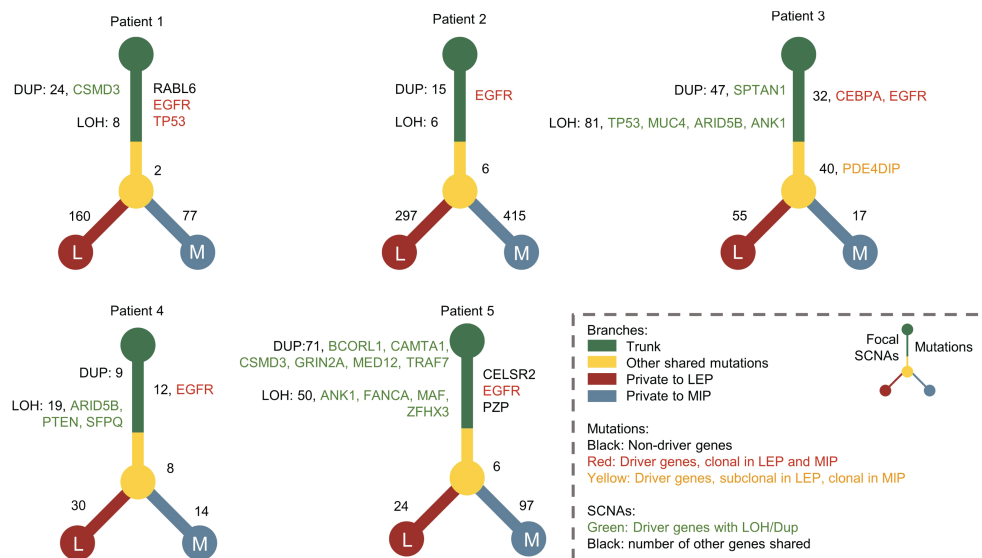 Patient 1
DUP: 24, CSMD3
LOH: 8
RABL6
EGFR
TP53
2
160
77
L
M
Patient 2
DUP: 15
LOH: 6
EGFR
6
297
415
L
M
Patient 3
DUP: 47, SPTAN1
LOH: 81, TP53, MUC4, ARID5B, ANK1
32, CEBPA, EGFR
40, PDE4DIP
55
17
L
M
Patient 4
DUP: 9
LOH: 19, ARID5B,
PTEN, SFPQ
12, EGFR
8
30
14
L
M
Patient 5
DUP:71, BCORL1, CAMTA1,
CSMD3, GRIN2A, MED12, TRAF7
LOH: 50, ANK1, FANCA, MAF,
ZFHX3
CELSR2
EGFR
PZP
6
24
97
L
M
Branches:
Trunk
Other shared mutations
Private to LEP
Private to MIP
Focal
SCNAs
Mutations
Mutations:
Black: Non-driver genes
Red: Driver genes, clonal in LEP and MIP
Yellow: Driver genes, subclonal in LEP, clonal in MIP
SCNAs:
Green: Driver genes with LOH/Dup
Black: number of other genes shared